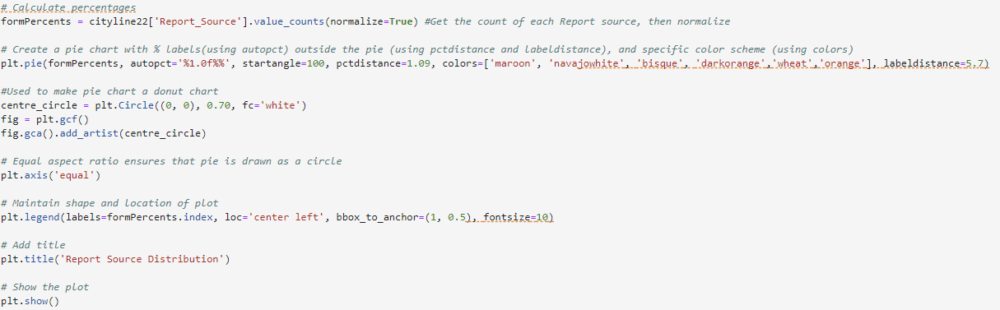 # Calculate percentages
formPercents = cityline22['Report_Source'].value_counts(normalize=True) #Get the count of each Report source, then normalize
# Create a pie chart with % labels(using autopct) outside the pie (using pctdistance and labeldistance), and specific color scheme (using colors)
plt.pie(formPercents, autopct='%1.0f%%', startangle=100, pctdistance=1.09, colors=['maroon', 'navajowhite', 'bisque', 'darkorange','wheat','orange'], labeldistance=5.7)
#Used to make pie chart a donut chart
centre_circle = plt.Circle((0, 0), 0.70, fc='white')
fig = plt.gcf()
fig.gca().add_artist(centre_circle)
# Equal aspect ratio ensures that pie is drawn as a circle
plt.axis('equal')
# Maintain shape and location of plot
plt.legend(labels=formPercents.index, loc='center left', bbox_to_anchor=(1, 0.5), fontsize=10)
# Add title
plt.title('Report Source Distribution')
# Show the plot
plt.show()